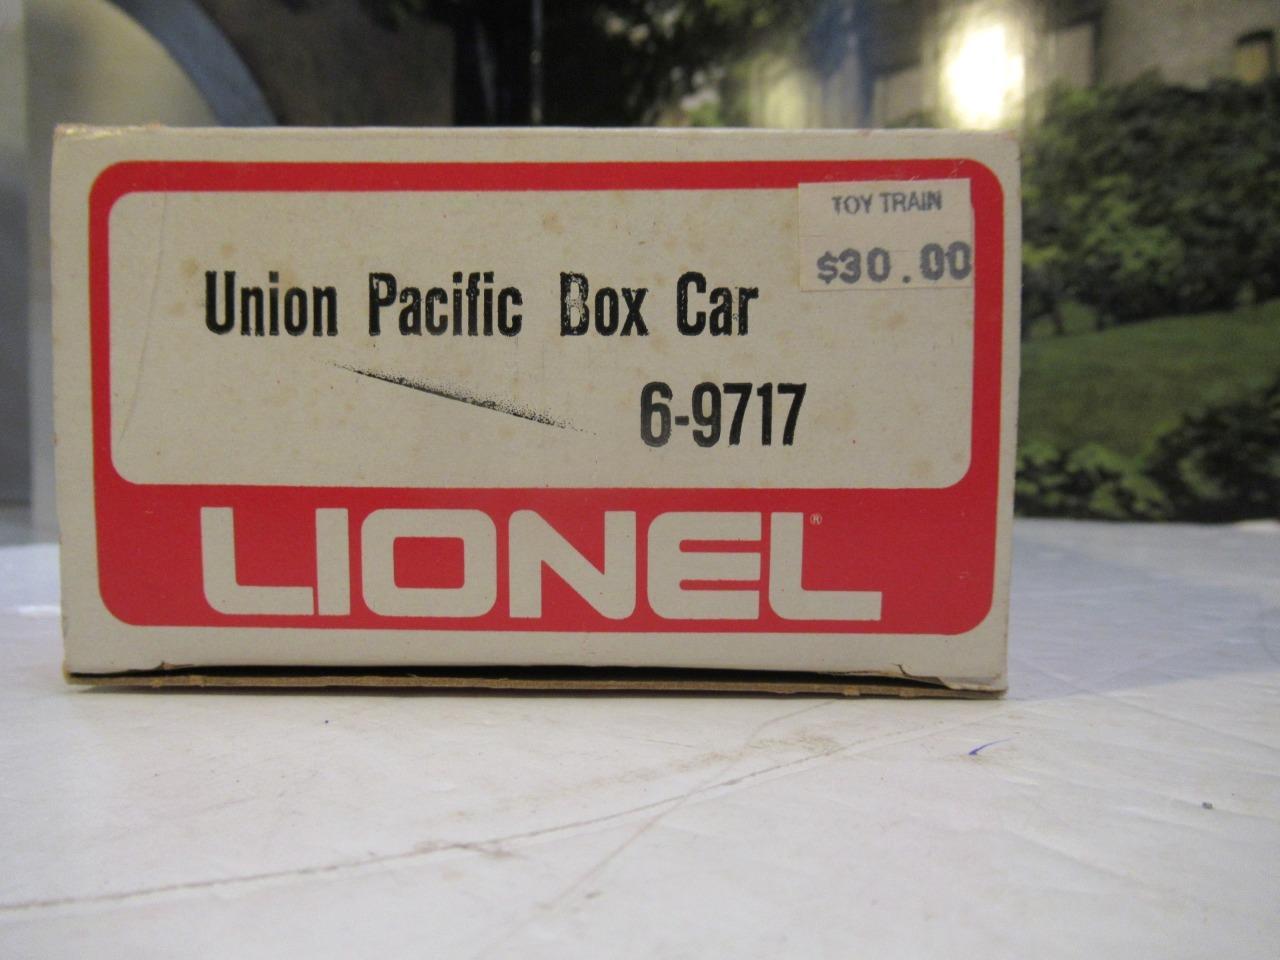 TOY TRAIN
$30.00
Union Pacific Box Car
6-9717
LIONEL®